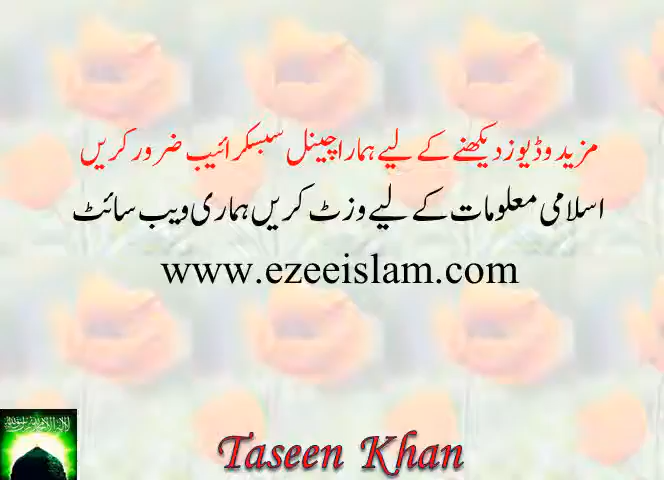 مزید وڈیوز دیکھنے کے لیے ہمارا چینل سبسکرائیب ضرور کریں
اسلامی معلومات کے لیے وزٹ کریں ہماری ویب سائٹ
www.ezeeislam.com
Taseen Khan